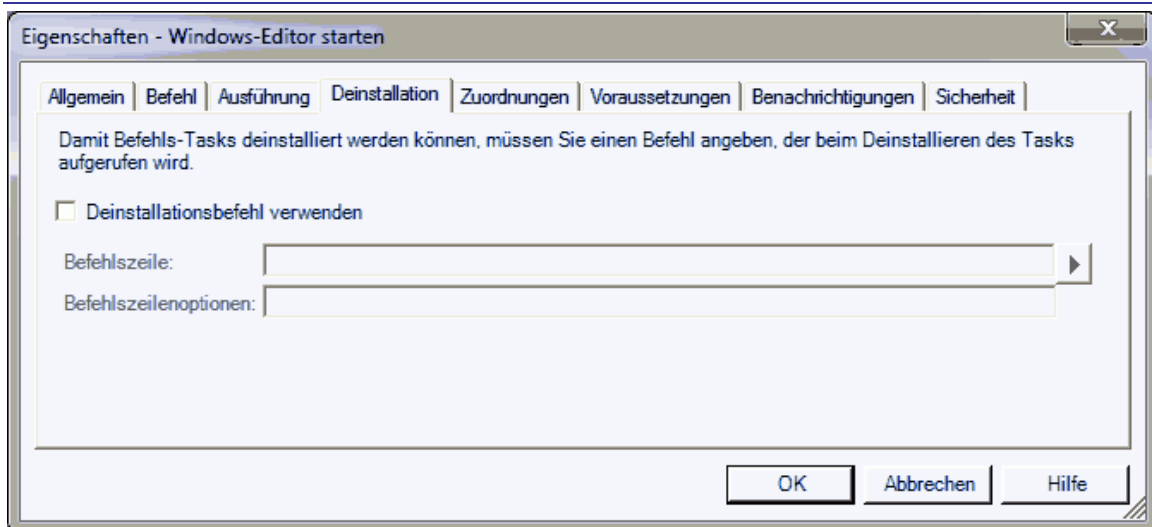 Eigenschaften - Windows-Editor starten
X
Allgemein Befehl Ausführung Deinstallation Zuordnungen Voraussetzungen Benachrichtigungen Sicherheit
Damit Befehls-Tasks deinstalliert werden können, müssen Sie einen Befehl angeben, der beim Deinstallieren des Tasks
aufgerufen wird.
Deinstallationsbefehl verwenden
Befehlszeile:
Befehlszeilenoptionen:
OK Abbrechen Hilfe